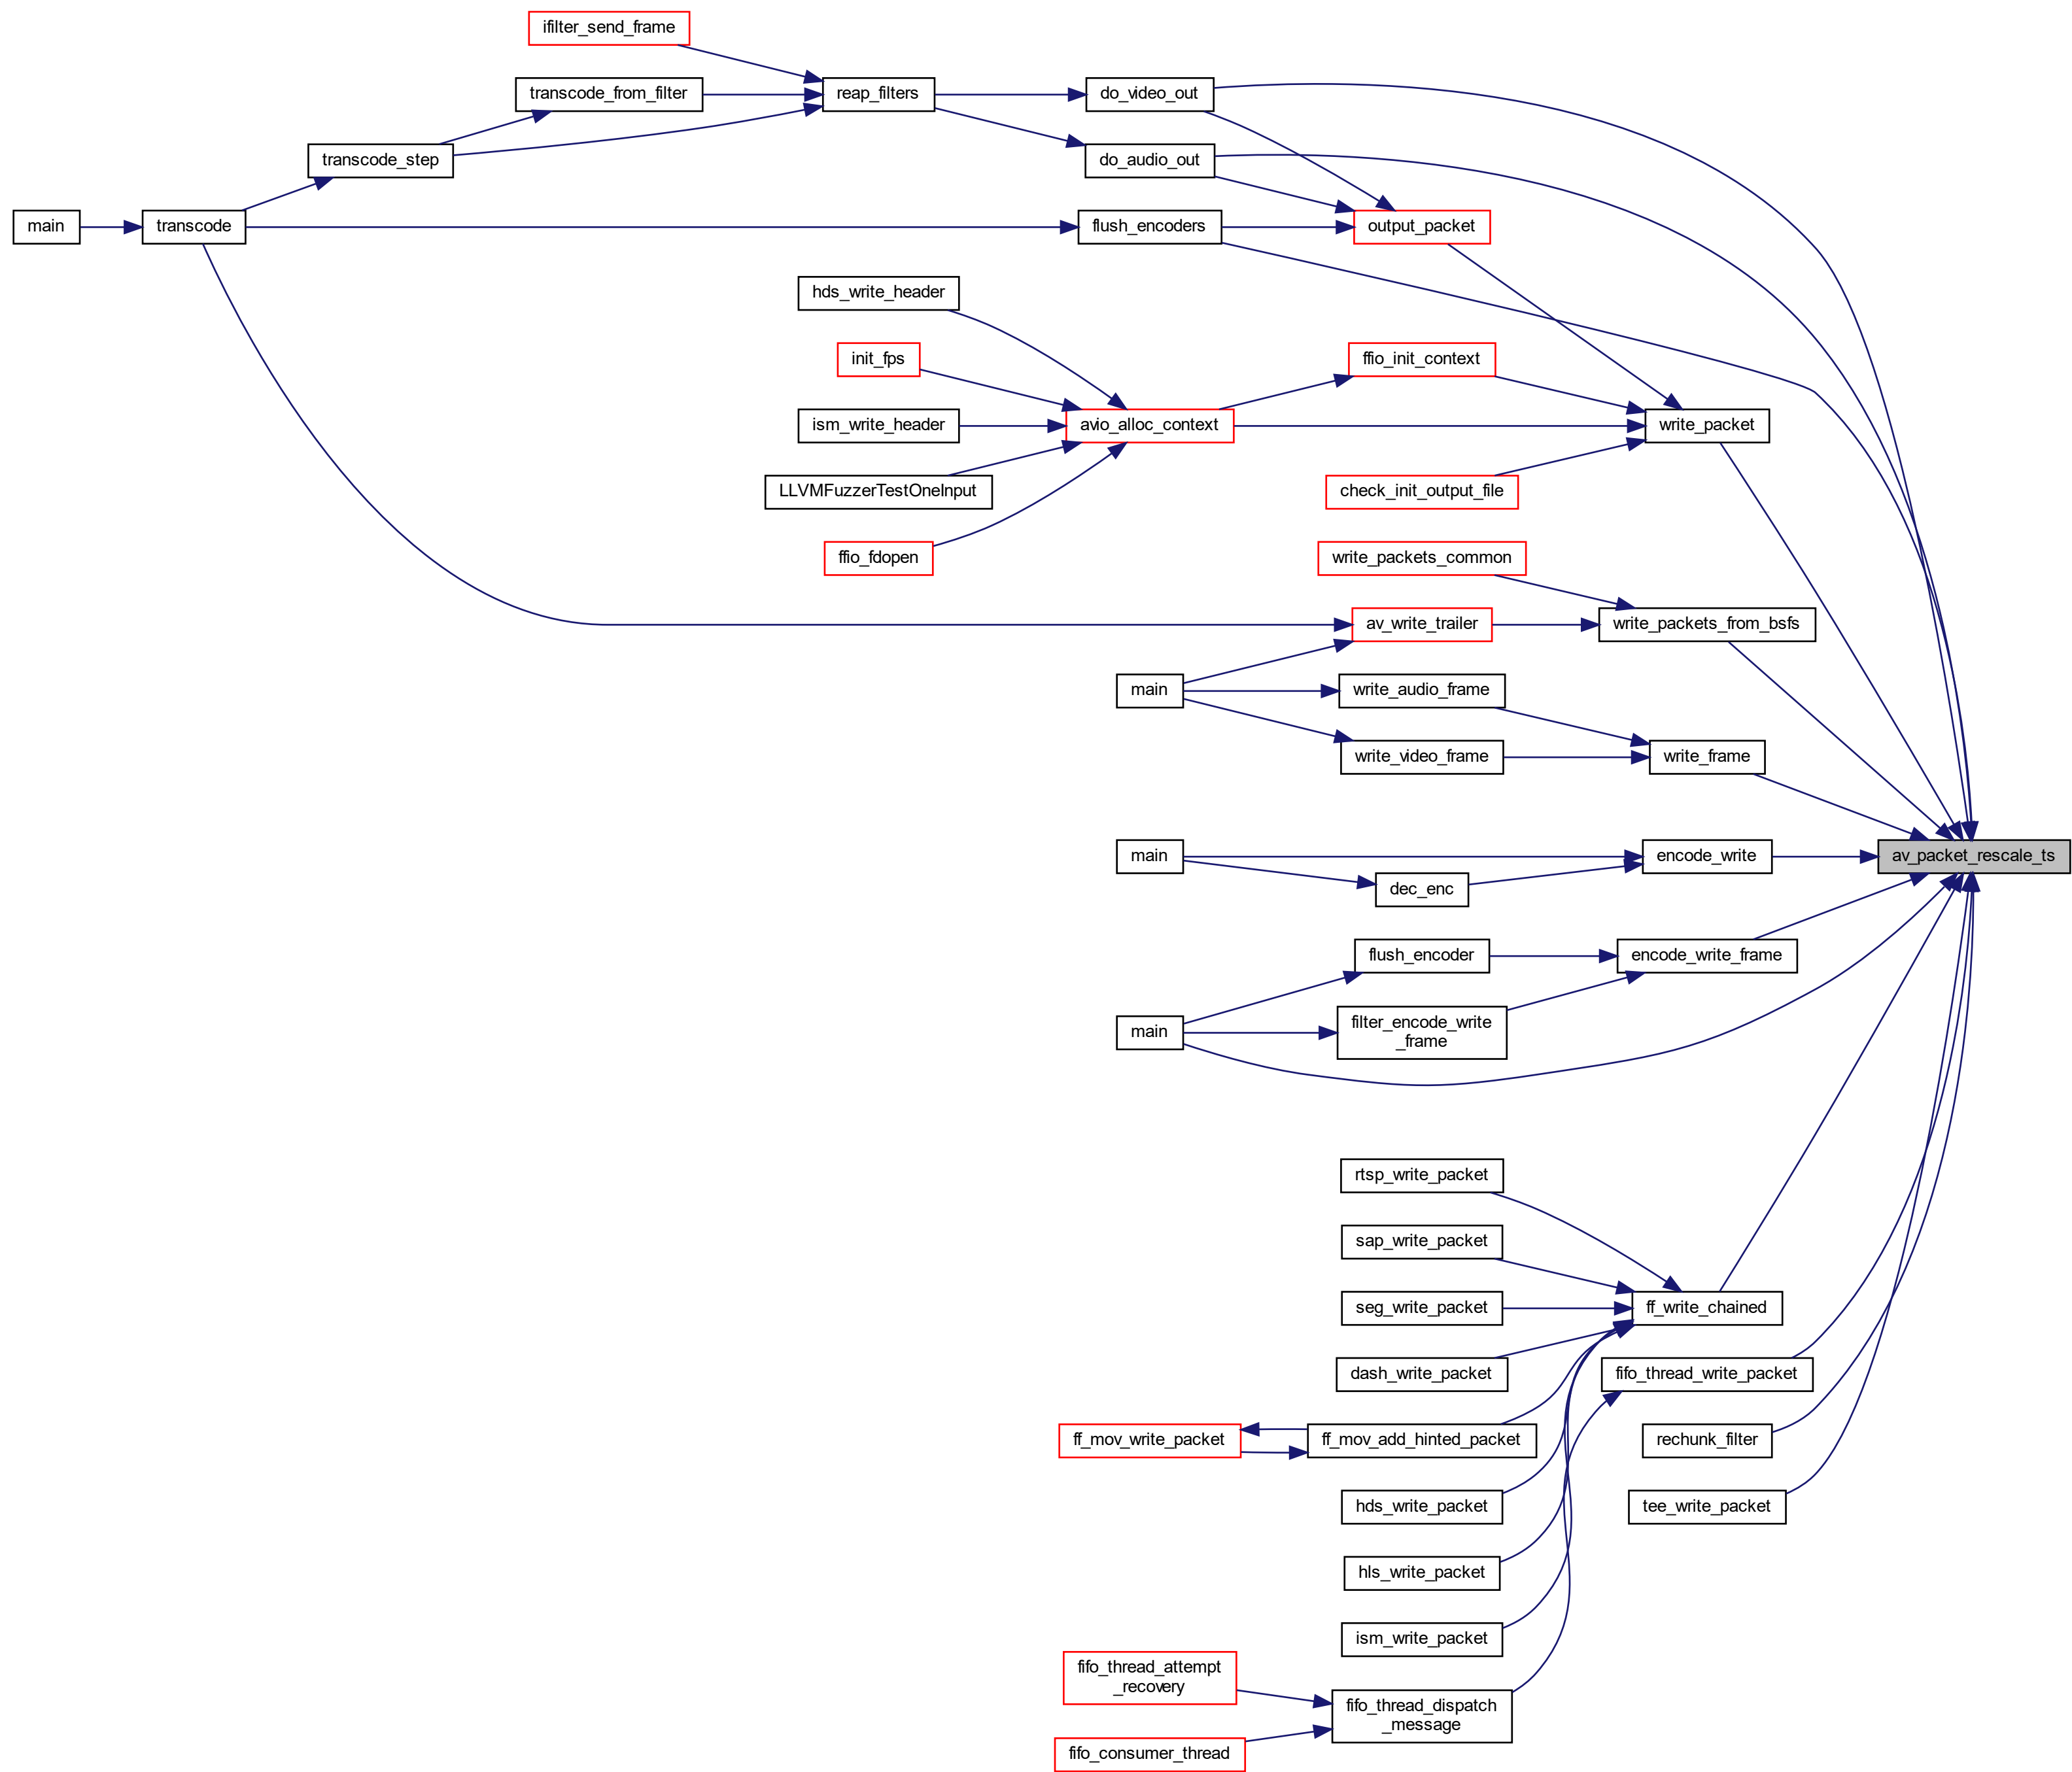 ifilter_send_frame
transcode_from_filter
reap_filters
do_video_out
transcode_step
do_audio_out
main
transcode
flush_encoders
output_packet
hds_write_header
init_fps
ffio_init_context
ism_write_header
avio_alloc_context
write_packet
LLVMFuzzerTestOneInput
check_init_output_file
ffio_fdopen
write_packets_common
av_write_trailer
write_packets_from_bsfs
main
write_audio_frame
write_video_frame
write_frame
main
encode_write
av_packet_rescale_ts
dec_enc
flush_encoder
encode_write_frame
main
filter_encode_write
_frame
rtsp_write_packet
sap_write_packet
seg_write_packet
ff_write_chained
dash_write_packet
fifo_thread_write_packet
ff_mov_write_packet
ff_mov_add_hinted_packet
rechunk_filter
hds_write_packet
tee_write_packet
hls_write_packet
ism_write_packet
fifo_thread_attempt
_recovery
fifo_thread_dispatch
_message
fifo_consumer_thread